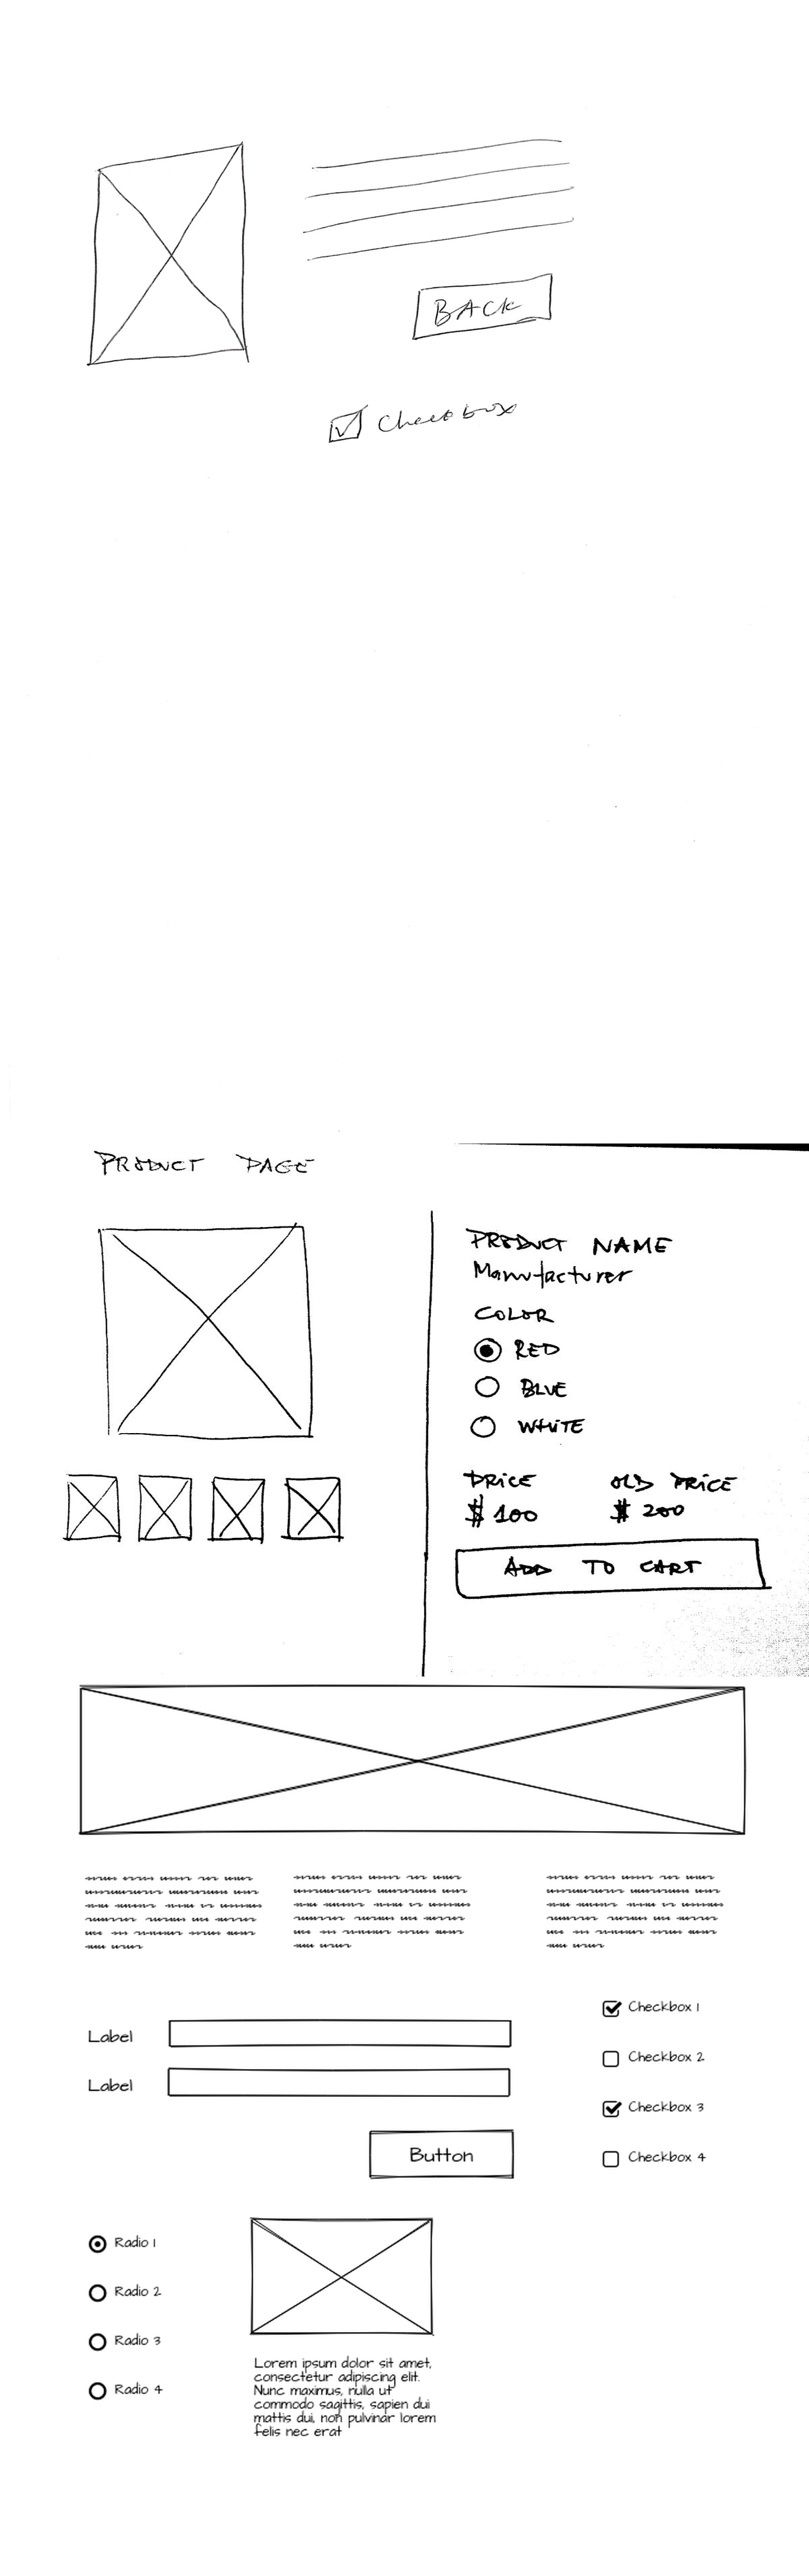 BACK
Checkbox
PRODUCT PAGE
PRODUCT NAME
Manufacturer
COLOR
RED
BLUE
WHITE
PRICE OLD PRICE
$ 100 $ 200
ADD TO CART
Checkbox 1
Label
Checkbox 2
Label
Checkbox 3
Button
Checkbox 4
Radio 1
Radio 2
Radio 3
Radio 4
Lorem ipsum dolor sit amet,
consectetur adipiscing elit.
Nunc maximus, nulla ut
commodo sagittis, sapien dui
mattis dui, non pulvinar lorem
felis nec erat